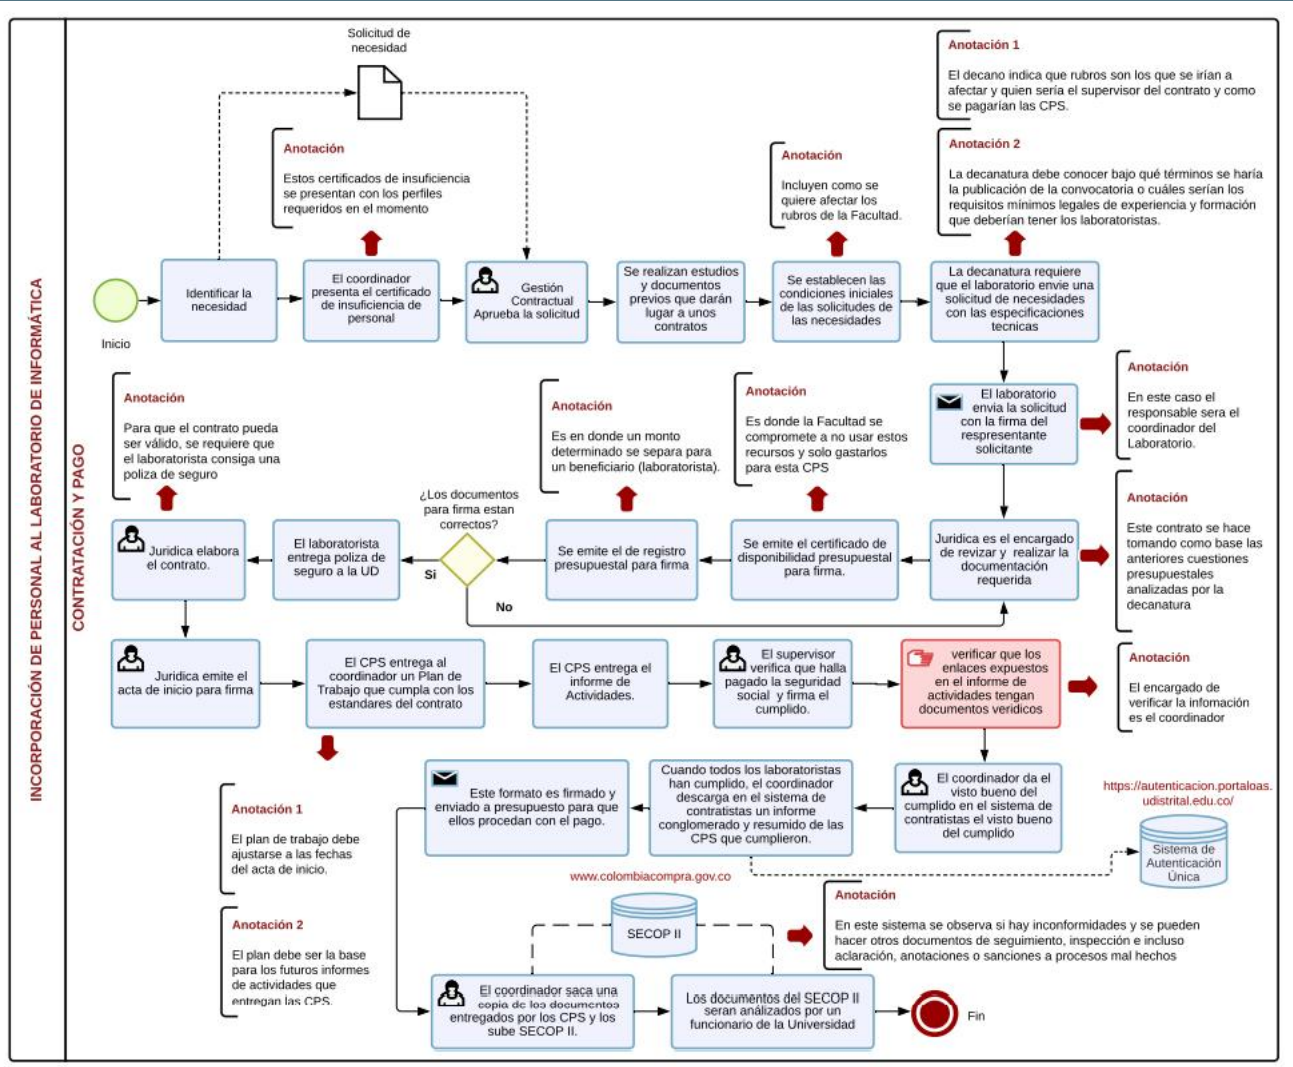 INCORPORACIÓN DE PERSONAL AL LABORATORIO DE INFORMÁTICA
CONTRATACIÓN Y PAGO
Solicitud de
necesidad
Anotación
Estos certificados de insuficiencia
se presentan con los perfiles
requeridos en el momento
Anotación
Incluyen como se
quiere afectar los
rubros de la Facultad.
Anotación 1
El decano indica que rubros son los que se irían a
afectar y quien sería el supervisor del contrato y como
se pagarían las CPS.
Anotación 2
La decanatura debe conocer bajo qué términos se haría
la publicación de la convocatoria o cuáles serían los
requisitos mínimos legales de experiencia y formación
que deberían tener los laboratoristas.
Inicio
Identificar la
necesidad
El coordinador
presenta el certificado
de insuficiencia de
personal
Gestión
Contractual
Aprueba la solicitud
Se realizan estudios
y documentos
previos que darán
lugar a unos
contratos
Se establecen las
condiciones iniciales
de las solicitudes de
las necesidades
La decanatura requiere
que el laboratorio envie una
solicitud de necesidades
con las especificaciones
tecnicas
El laboratorio
envia la solicitud
con la firma del
respresentante
solicitante
Anotación
En este caso el
responsable sera el
coordinador del
Laboratorio.
Anotación
Para que el contrato pueda
ser válido, se requiere que
el laboratorista consiga una
poliza de seguro
Anotación
Es en donde un monto
determinado se separa para
un beneficiario (laboratorista).
Anotación
Es donde la Facultad se
compromete a no usar estos
recursos y solo gastarlos
para esta CPS
Anotación
Este contrato se hace
tomando como base las
anteriores cuestiones
presupuestales
analizadas por la
decanatura
Juridica es el encargado
de revizar y realizar la
documentación
requerida
Se emite el certificado de
disponibilidad presupuestal
para firma.
Se emite el de registro
presupuestal para firma
¿Los documentos
para firma estan
correctos?
Si
No
El laboratorista
entrega poliza de
seguro a la UD
Juridica elabora
el contrato.
Juridica emite el
acta de inicio para firma
El CPS entrega al
coordinador un Plan de
Trabajo que cumpla con los
estandares del contrato
El CPS entrega el
informe de
Actividades.
El supervisor
verifica que halla
pagado la seguridad
social y firma el
cumplido.
verificar que los
enlaces expuestos
en el informe de
actividades tengan
documentos veridicos
Anotación
El encargado de
verificar la infomación
es el coordinador
Anotación 1
El plan de trabajo debe
ajustarse a las fechas
del acta de inicio.
Anotación 2
El plan debe ser la base
para los futuros informes
de actividades que
entregan las CPS.
El coordinador da el
visto bueno del
cumplido en el sistema de
contratistas el visto bueno
del cumplido
Cuando todos los laboratoristas
han cumplido, el coordinador
descarga en el sistema de
contratistas un informe
conglomerado y resumido de las
CPS que cumplieron.
Este formato es firmado y
enviado a presupuesto para que
ellos procedan con el pago.
https://autenticacion.portaloas.
udistrital.edu.co/
Sistema de
Autenticación
Única
www.colombiacompra.gov.co
SECOP II
Anotación
En este sistema se observa si hay inconformidades y se pueden
hacer otros documentos de seguimiento, inspección e incluso
aclaración, anotaciones o sanciones a procesos mal hechos
El coordinador saca una
copia de los documentos
entregados por los CPS y los
sube SECOP II.
Los documentos del SECOP II
seran análizados por un
funcionario de la Universidad
Fin